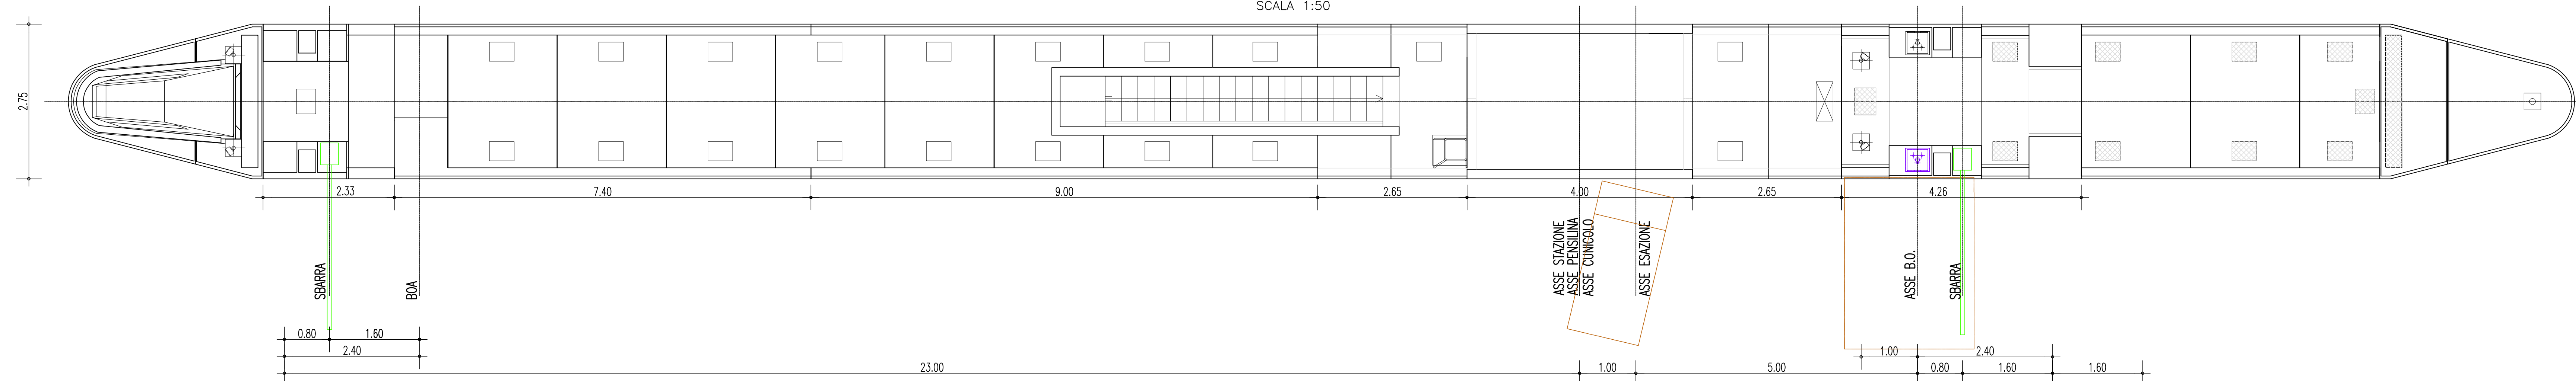 SCALA 1:50
2.75
2.33
7.40
9.00
2.65
4.00
2.65
4.26
SBARRA
BOA
ASSE STAZIONE
ASSE PENSILINA
ASSE CUNICOLO
ASSE ESAZIONE
ASSE B.O.
SBARRA
0.80
1.60
2.40
1.00
2.40
23.00
1.00
5.00
0.80
1.60
1.60